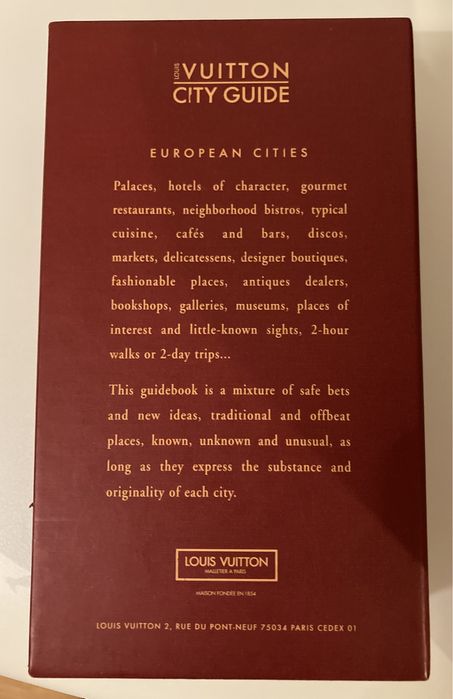 LOUIS VUITTON
CITY GUIDE
EUROPEAN CITIES
Palaces, hotels of character, gourmet
restaurants, neighborhood bistros, typical
cuisine, cafés and bars, discos,
markets, delicatessens, designer boutiques,
fashionable places, antiques dealers,
bookshops, galleries, museums, places of
interest and little-known sights, 2-hour
walks or 2-day trips...
This guidebook is a mixture of safe bets
and new ideas, traditional and offbeat
places, known, unknown and unusual, as
long as they express the substance and
originality of each city.
LOUIS VUITTON
MALLETIER A PARIS
MAISON FONDÉE EN 1854
LOUIS VUITTON 2, RUE DU PONT-NEUF 75034 PARIS CEDEX 01